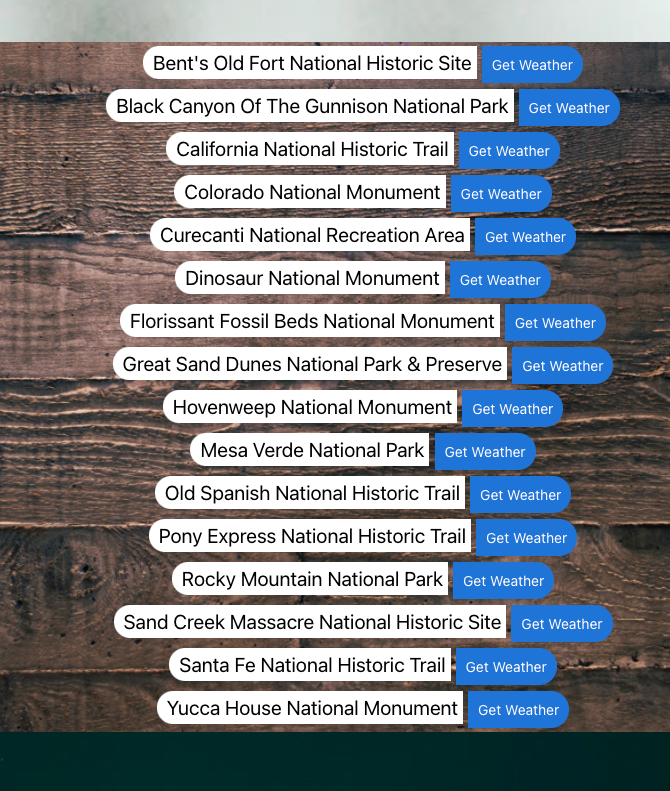 Bent's Old Fort National Historic Site Get Weather
Black Canyon Of The Gunnison National Park Get Weather
California National Historic Trail Get Weather
Colorado National Monument Get Weather
Curecanti National Recreation Area Get Weather
Dinosaur National Monument Get Weather
Florissant Fossil Beds National Monument Get Weather
Great Sand Dunes National Park & Preserve Get Weather
Hovenweep National Monument Get Weather
Mesa Verde National Park Get Weather
Old Spanish National Historic Trail Get Weather
Pony Express National Historic Trail Get Weather
Rocky Mountain National Park Get Weather
Sand Creek Massacre National Historic Site Get Weather
Santa Fe National Historic Trail Get Weather
Yucca House National Monument Get Weather